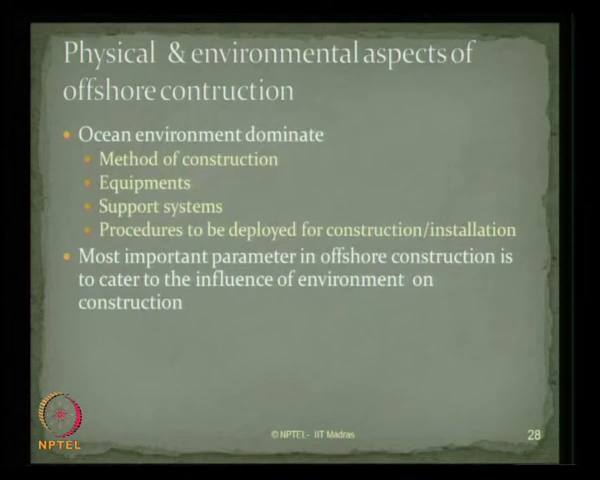 Physical & environmental aspects of
offshore contruction
Ocean environment dominate
Method of construction
Equipments
Support systems
Procedures to be deployed for construction/installation
Most important parameter in offshore construction is
to cater to the influence of environment on
construction
NPTEL
© NPTEL - IIT Madras
28